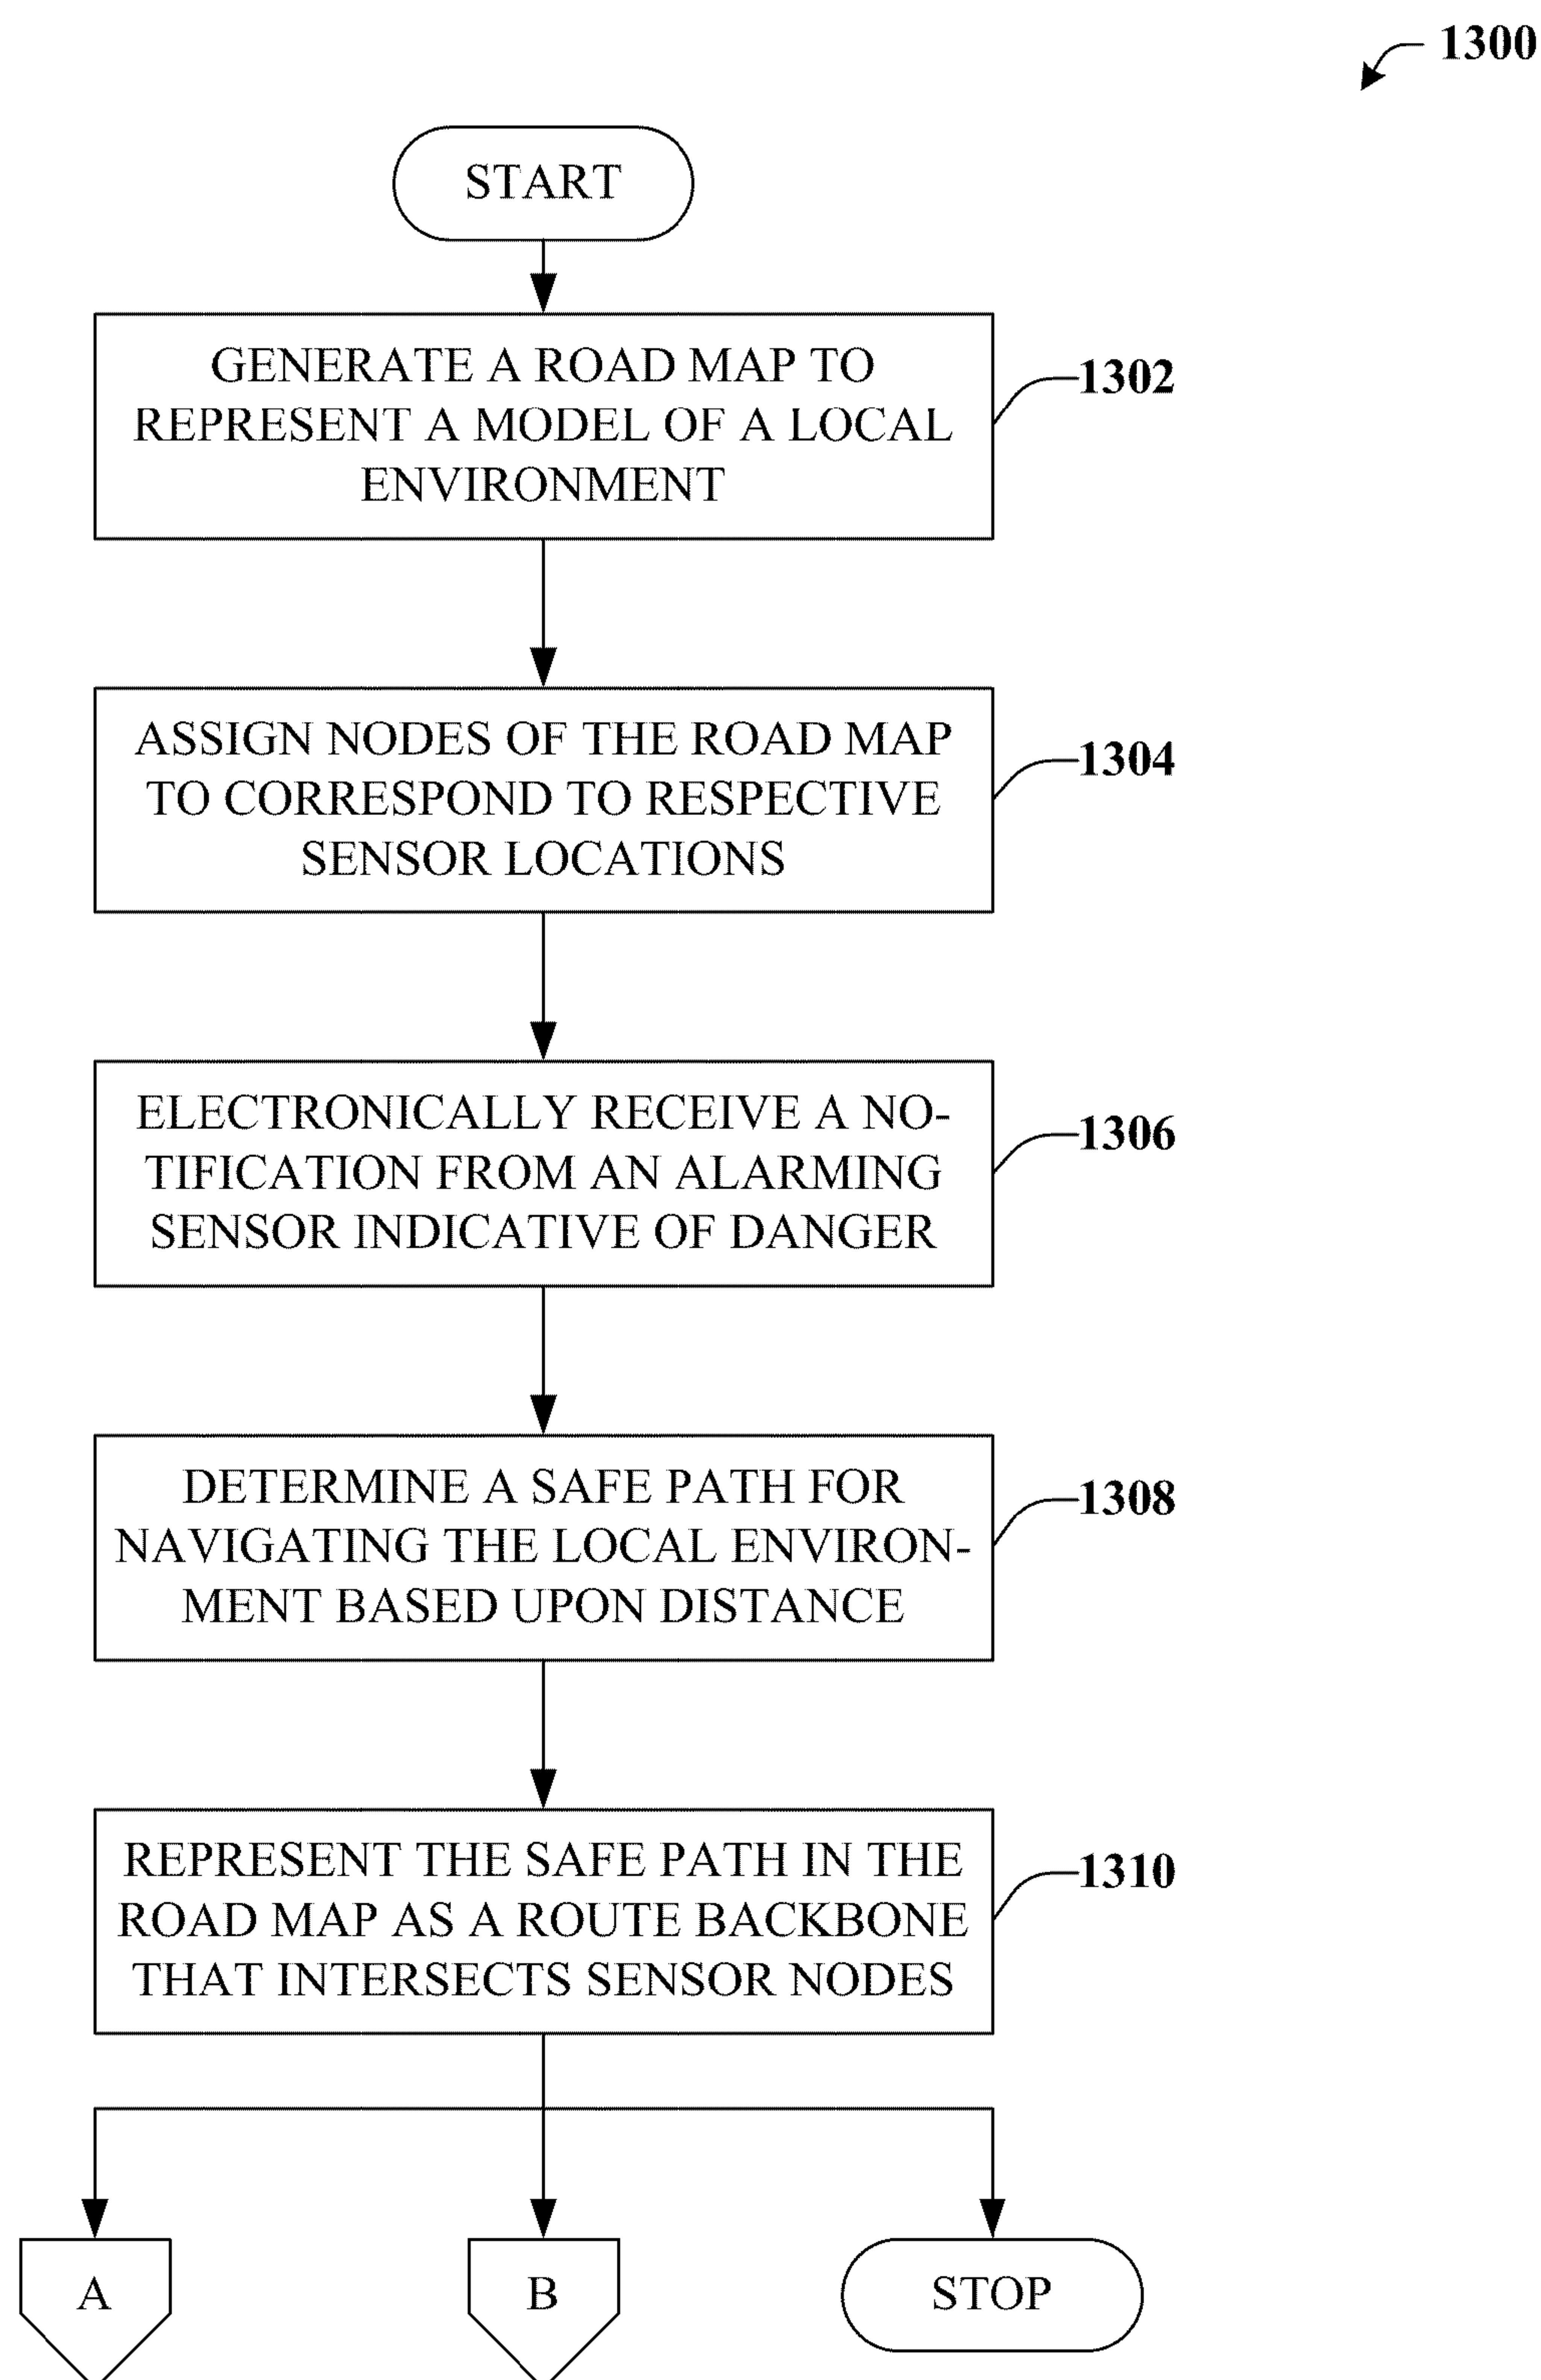 1300
START
GENERATE A ROAD MAP TO
REPRESENT A MODEL OF A LOCAL
ENVIRONMENT
1302
ASSIGN NODES OF THE ROAD MAP
TO CORRESPOND TO RESPECTIVE
SENSOR LOCATIONS
1304
ELECTRONICALLY RECEIVE A NO-
TIFICATION FROM AN ALARMING
SENSOR INDICATIVE OF DANGER
1306
DETERMINE A SAFE PATH FOR
NAVIGATING THE LOCAL ENVIRON-
MENT BASED UPON DISTANCE
1308
REPRESENT THE SAFE PATH IN THE
ROAD MAP AS A ROUTE BACKBONE
THAT INTERSECTS SENSOR NODES
1310
A
B
STOP